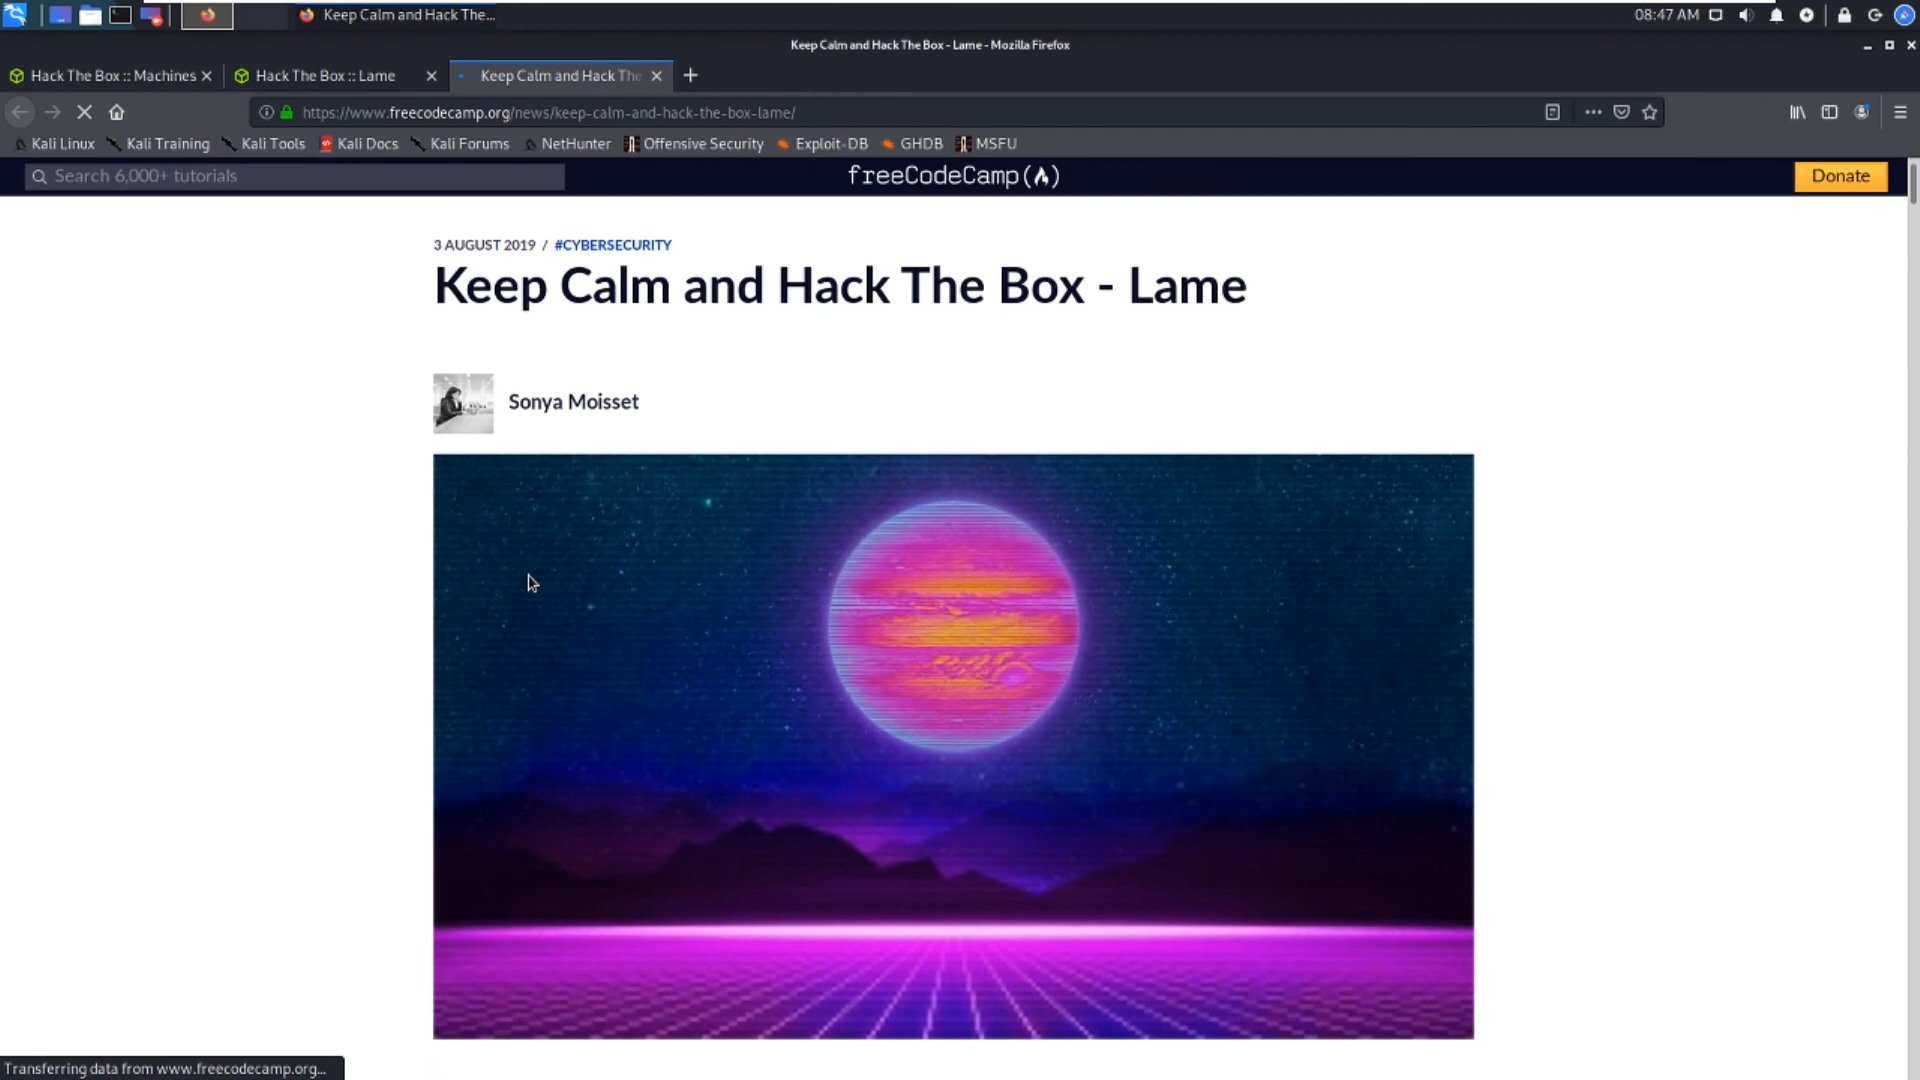 Keep Calm and Hack The...
08:47 AM
Keep Calm and Hack The Box - Lame - Mozilla Firefox
Hack The Box :: Machines
Hack The Box :: Lame
Keep Calm and Hack The
https://www.freecodecamp.org/news/keep-calm-and-hack-the-box-lame/
Kali Linux Kali Training Kali Tools Kali Docs Kali Forums NetHunter Offensive Security Exploit-DB GHDB MSFU
Search 6,000+ tutorials
freeCodeCamp
Donate
3 AUGUST 2019 / #CYBERSECURITY
Keep Calm and Hack The Box - Lame
Sonya Moisset
Transferring data from www.freecodecamp.org...